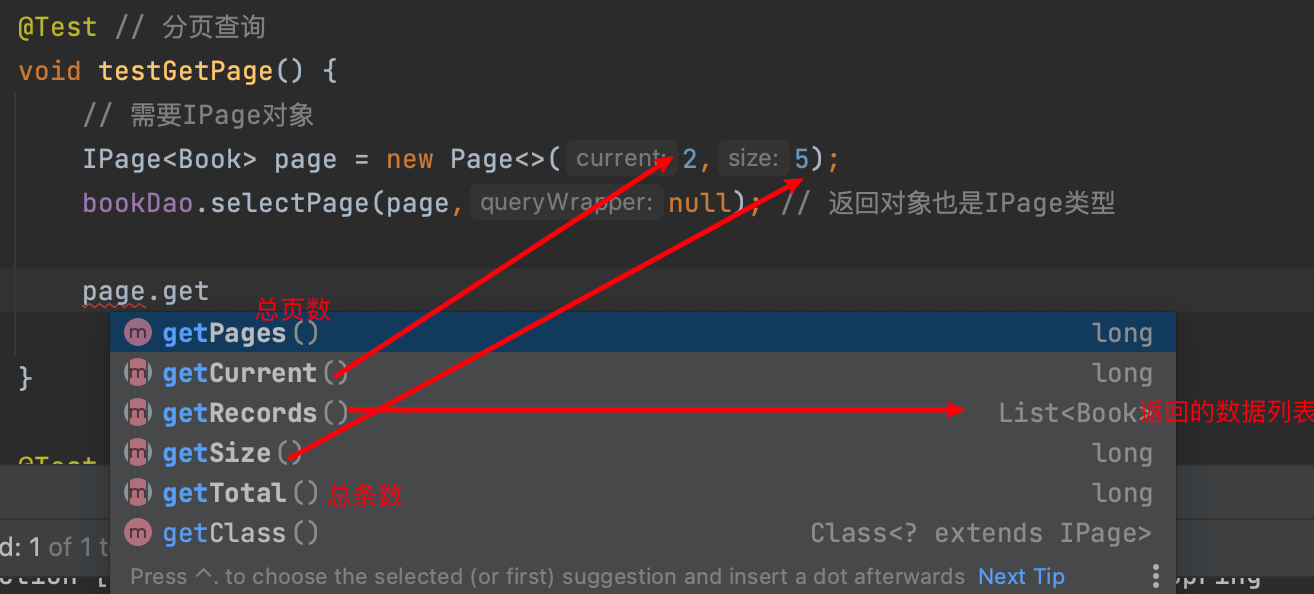 @Test // 分页查询
void testGetPage() {
// 需要IPage对象
IPage<Book> page = new Page<>( current: 2, size: 5);
bookDao.selectPage(page, queryWrapper: null); // 返回对象也是IPage类型
page.get
总页数
getPages() long
getCurrent() long
}
getRecords() List<Book> 返回的数据列表
getSize() long
@Test
getTotal() 总条数 long
getClass() Class<? extends IPage>
d: 1 of 1 t
Press ^. to choose the selected (or first) suggestion and insert a dot afterwards Next Tip